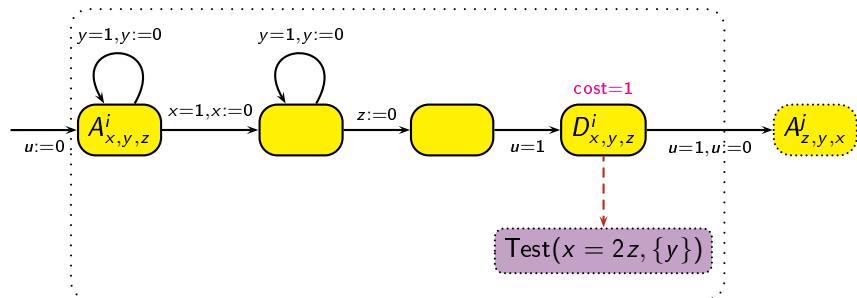 y=1,y:=0
y=1,y:=0
cost=1
x=1,x:=0
z:=0
A^i_{x,y,z}
D^i_{x,y,z}
A^j_{z,y,x}
u:=0
u=1
u=1,u:=0
Test(x = 2z, {y})